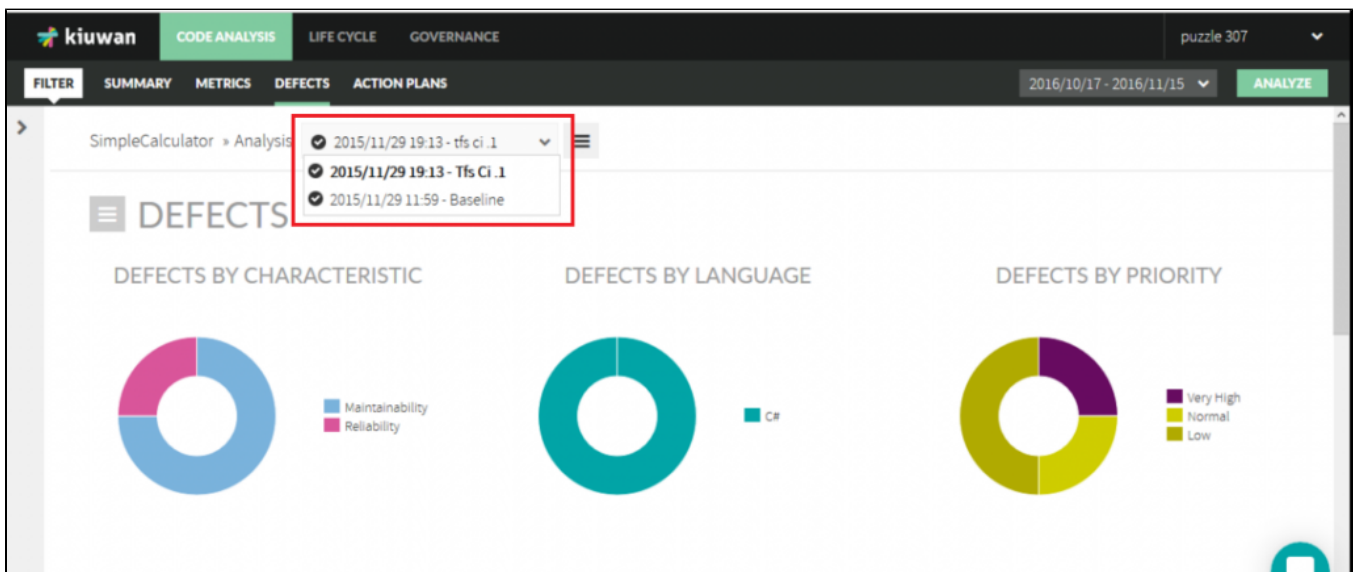 kiuwan CODE ANALYSIS LIFE CYCLE GOVERNANCE puzzle 307
FILTER SUMMARY METRICS DEFECTS ACTION PLANS 2016/10/17 - 2016/11/15 ANALYZE
SimpleCalculator » Analysis 2015/11/29 19:13 - tfs ci .1
2015/11/29 19:13 - Tfs Ci .1
2015/11/29 11:59 - Baseline
DEFECTS
DEFECTS BY CHARACTERISTIC DEFECTS BY LANGUAGE DEFECTS BY PRIORITY
Maintainability
Reliability
C#
Very High
Normal
Low